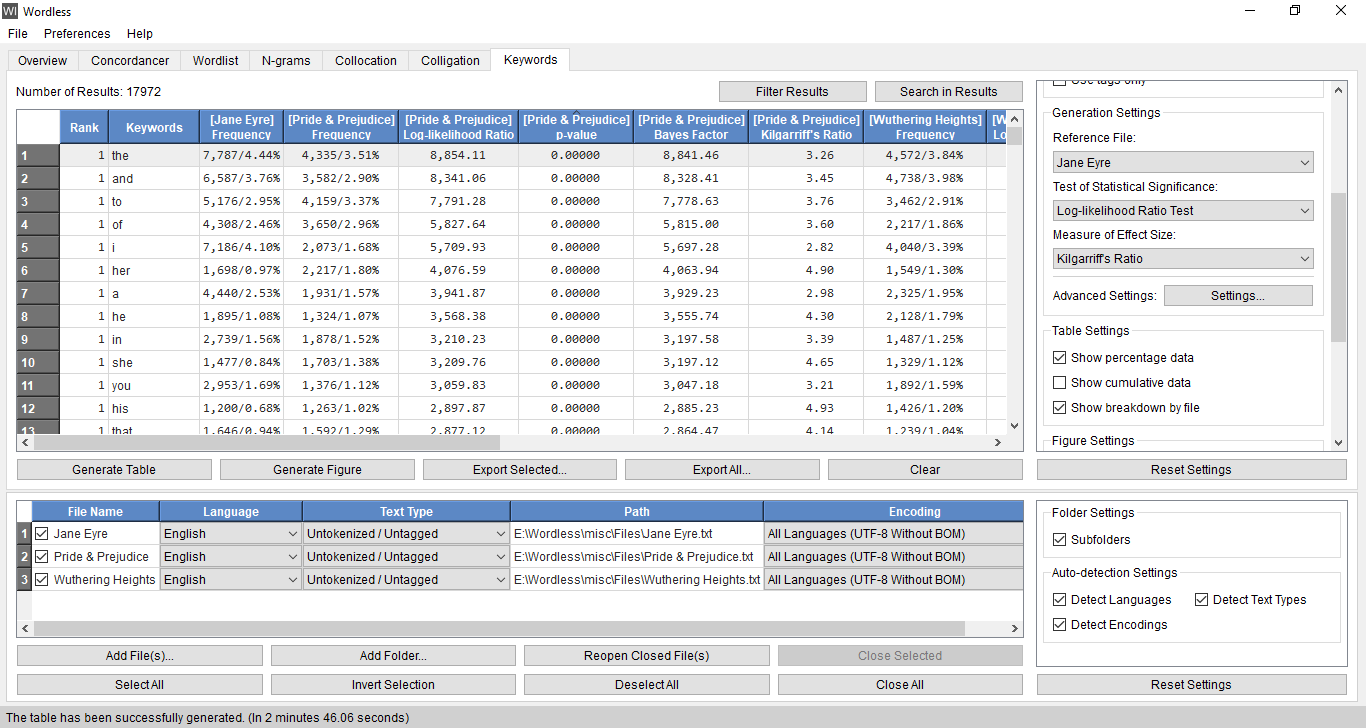 WI Wordless
File Preferences Help
Overview Concordancer Wordlist N-grams Collocation Colligation Keywords
Number of Results: 17972
Filter Results Search in Results
Rank Keywords [Jane Eyre] Frequency [Pride & Prejudice] Frequency [Pride & Prejudice] Log-likelihood Ratio [Pride & Prejudice] p-value [Pride & Prejudice] Bayes Factor [Pride & Prejudice] Kilgarriff's Ratio [Wuthering Heights] Frequency
1 1 the 7,787/4.44% 4,335/3.51% 8,854.11 0.00000 8,841.46 3.26 4,572/3.84%
2 1 and 6,587/3.76% 3,582/2.90% 8,341.06 0.00000 8,328.41 3.45 4,738/3.98%
3 1 to 5,176/2.95% 4,159/3.37% 7,791.28 0.00000 7,778.63 3.76 3,462/2.91%
4 1 of 4,308/2.46% 3,650/2.96% 5,827.64 0.00000 5,815.00 3.60 2,217/1.86%
5 1 i 7,186/4.10% 2,073/1.68% 5,709.93 0.00000 5,697.28 2.82 4,040/3.39%
6 1 her 1,698/0.97% 2,217/1.80% 4,076.59 0.00000 4,063.94 4.90 1,549/1.30%
7 1 a 4,440/2.53% 1,931/1.57% 3,941.87 0.00000 3,929.23 2.98 2,325/1.95%
8 1 he 1,895/1.08% 1,324/1.07% 3,568.38 0.00000 3,555.74 4.30 2,128/1.79%
9 1 in 2,739/1.56% 1,878/1.52% 3,210.23 0.00000 3,197.58 3.39 1,487/1.25%
10 1 she 1,477/0.84% 1,703/1.38% 3,209.76 0.00000 3,197.12 4.65 1,329/1.12%
11 1 you 2,953/1.69% 1,376/1.12% 3,059.83 0.00000 3,047.18 3.21 1,892/1.59%
12 1 his 1,200/0.68% 1,263/1.02% 2,897.87 0.00000 2,885.23 4.93 1,426/1.20%
13 1 that 1,646/0.94% 1,592/1.29% 2,877.12 0.00000 2,864.47 4.14 1,239/1.04%
Generate Table Generate Figure Export Selected... Export All... Clear
Use tags only
Generation Settings
Reference File:
Jane Eyre
Test of Statistical Significance:
Log-likelihood Ratio Test
Measure of Effect Size:
Kilgarriff's Ratio
Advanced Settings: Settings...
Table Settings
Show percentage data
Show cumulative data
Show breakdown by file
Figure Settings
Reset Settings
File Name Language Text Type Path Encoding
1 Jane Eyre English Untokenized / Untagged E:\Wordless\misc\Files\Jane Eyre.txt All Languages (UTF-8 Without BOM)
2 Pride & Prejudice English Untokenized / Untagged E:\Wordless\misc\Files\Pride & Prejudice.txt All Languages (UTF-8 Without BOM)
3 Wuthering Heights English Untokenized / Untagged E:\Wordless\misc\Files\Wuthering Heights.txt All Languages (UTF-8 Without BOM)
Add File(s)... Add Folder... Reopen Closed File(s) Close Selected
Select All Invert Selection Deselect All Close All
Folder Settings
Subfolders
Auto-detection Settings
Detect Languages Detect Text Types
Detect Encodings
Reset Settings
The table has been successfully generated. (In 2 minutes 46.06 seconds)